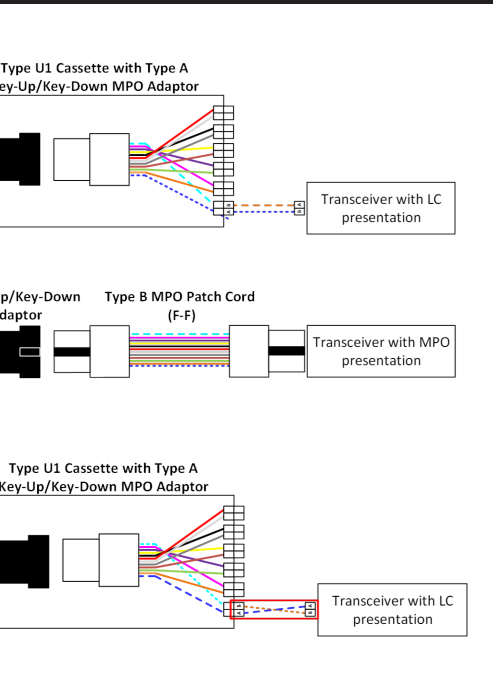 Type U1 Cassette with Type A
ey-Up/Key-Down MPO Adaptor
Transceiver with LC
presentation
p/Key-Down
daptor
Type B MPO Patch Cord
(F-F)
Transceiver with MPO
presentation
Type U1 Cassette with Type A
Key-Up/Key-Down MPO Adaptor
Transceiver with LC
presentation